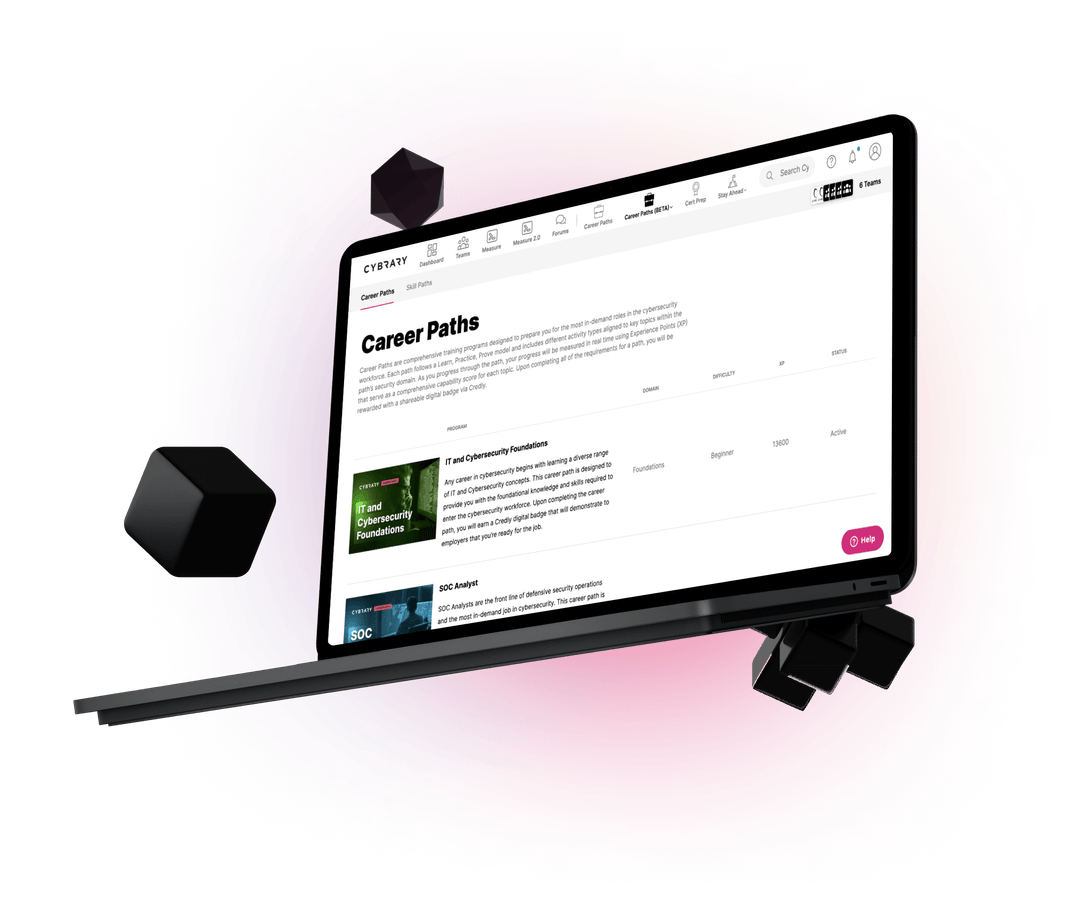 CYBRARY
Dashboard
Teams
Measure
Measure 2.0
Forums
Career Paths
Career Paths (BETA)
Cert Prep
Stay Ahead
Search Cy
6 Teams
Career Paths
Skill Paths
Career Paths
Career Paths are comprehensive training programs designed to prepare you for the most in-demand roles in the cybersecurity
workforce. Each path follows a Learn, Practice, Prove model and includes different activity types aligned to key topics within the
path's security domain. As you progress through the path, your progress will be measured in real time using Experience Points (XP)
that serve as a comprehensive capability score for each topic. Upon completing all of the requirements for a path, you will be
rewarded with a shareable digital badge via Credly.
PROGRAM
DOMAIN
DIFFICULTY
XP
STATUS
CYBRARY
IT and
Cybersecurity
Foundations
IT and Cybersecurity Foundations
Any career in cybersecurity begins with learning a diverse range
of IT and Cybersecurity concepts. This career path is designed to
provide you with the foundational knowledge and skills required to
enter the cybersecurity workforce. Upon completing the career
path, you will earn a Credly digital badge that will demonstrate to
employers that you're ready for the job.
Foundations
Beginner
13600
Active
Help
CYBRARY
SOC
SOC Analyst
SOC Analysts are the front line of defensive security operations
and the most in-demand job in cybersecurity. This career path is